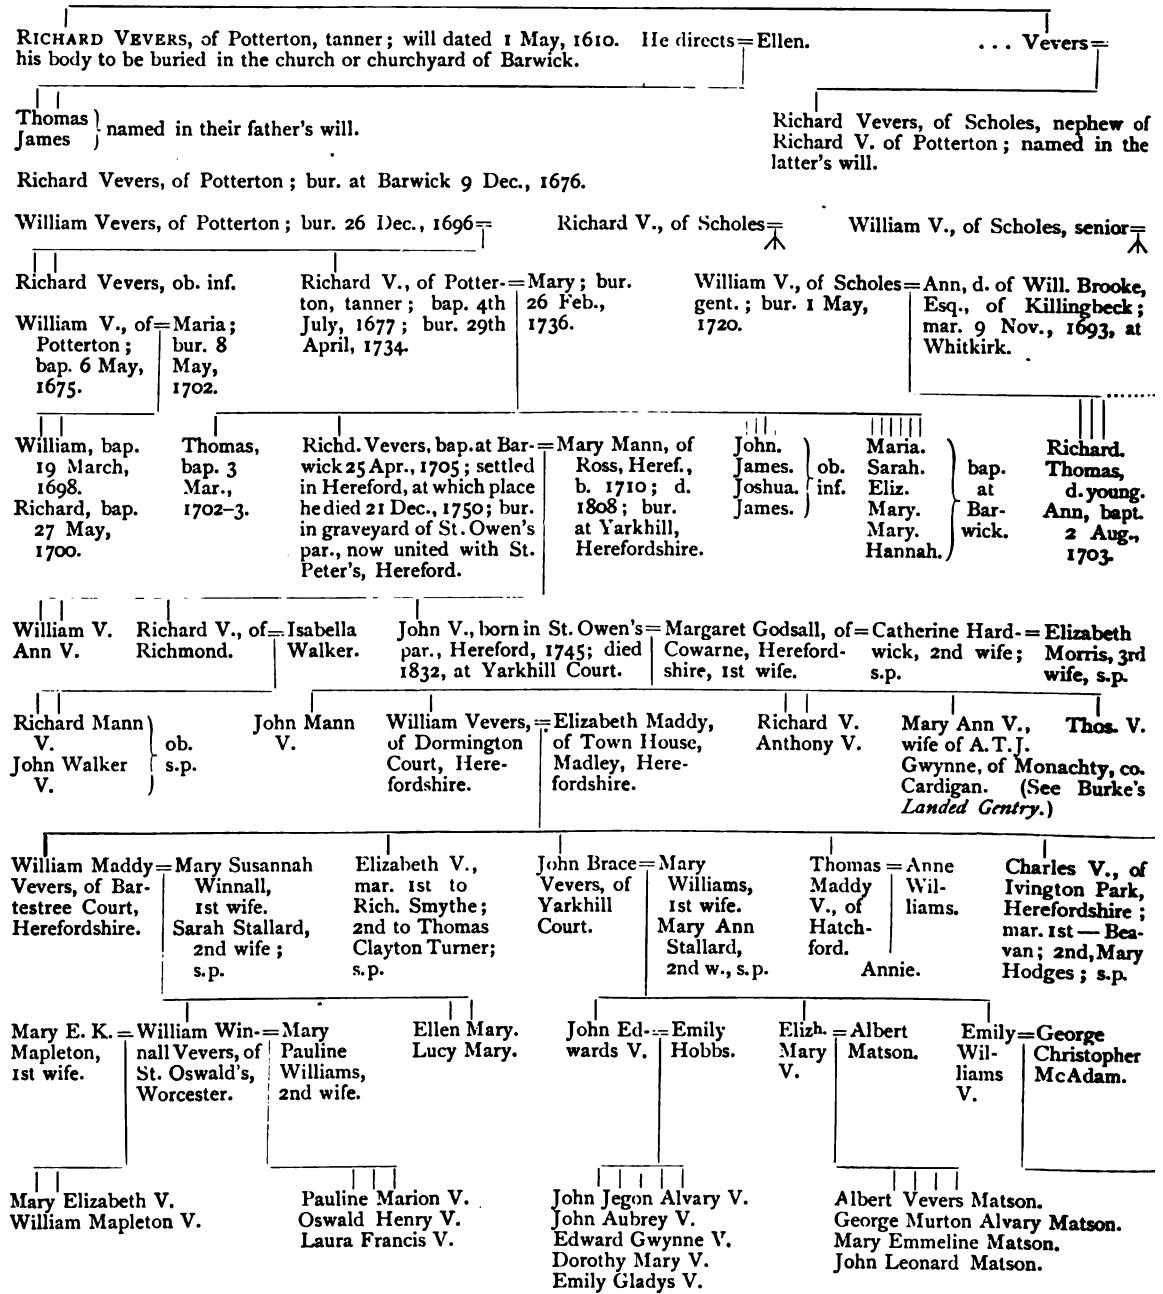 RICHARD VEVERS, of Potterton, tanner; will dated 1 May, 1610. He directs=Ellen.
his body to be buried in the church or churchyard of Barwick.
... Vevers=
Thomas
James
} named in their father's will.
Richard Vevers, of Scholes, nephew of
Richard V. of Potterton; named in the
latter's will.
Richard Vevers, of Potterton; bur. at Barwick 9 Dec., 1676.
William Vevers, of Potterton; bur. 26 Dec., 1696=
Richard V., of Scholes=
William V., of Scholes, senior=
Richard Vevers, ob. inf.
William V., of=Maria;
Potterton; bur. 8
bap. 6 May, May,
1675. 1702.
Richard V., of Potter-=Mary; bur.
ton, tanner; bap. 4th 26 Feb.,
July, 1677; bur. 29th 1736.
April, 1734.
William V., of Scholes=Ann, d. of Will. Brooke,
gent.; bur. 1 May, Esq., of Killingbeck;
1720. mar. 9 Nov., 1693, at
Whitkirk.
William, bap.
19 March,
1698.
Richard, bap.
27 May,
1700.
Thomas,
bap. 3
Mar.,
1702-3.
Richd. Vevers, bap. at Bar-=Mary Mann, of
wick 25 Apr., 1705; settled Ross, Heref.,
in Hereford, at which place b. 1710; d.
he died 21 Dec., 1750; bur. 1808; bur.
in graveyard of St. Owen's at Yarkhill,
par., now united with St. Herefordshire.
Peter's, Hereford.
John.
James.
Joshua.
James.
} ob.
inf.
Maria.
Sarah.
Eliz.
Mary.
Mary.
Hannah.
} bap.
at
Bar-
wick.
Richard.
Thomas,
d. young.
Ann, bapt.
2 Aug.,
1703.
William V.
Ann V.
Richard V., of=Isabella
Richmond. Walker.
John V., born in St. Owen's=Margaret Godsall, of=Catherine Hard-=Elizabeth
par., Hereford, 1745; died Cowarne, Hereford- wick, 2nd wife; Morris, 3rd
1832, at Yarkhill Court. shire, 1st wife. s.p. wife, s.p.
Richard Mann
V.
John Walker
V.
} ob.
s.p.
John Mann
V.
William Vevers,=Elizabeth Maddy,
of Dormington of Town House,
Court, Here- Madley, Here-
fordshire. fordshire.
Richard V.
Anthony V.
Mary Ann V.,
wife of A. T. J.
Gwynne, of Monachty, co.
Cardigan. (See Burke's
Landed Gentry.)
Thos. V.
William Maddy=Mary Susannah
Vevers, of Bar- Winnall,
testree Court, 1st wife.
Herefordshire. Sarah Stallard,
2nd wife;
s.p.
Elizabeth V.,
mar. 1st to
Rich. Smythe;
2nd to Thomas
Clayton Turner;
s.p.
John Brace=Mary
Vevers, of Williams,
Yarkhill 1st wife.
Court. Mary Ann
Stallard,
2nd w., s.p.
Thomas=Anne
Maddy Wil-
V., of liams.
Hatch-
ford.
Annie.
Charles V., of
Ivington Park,
Herefordshire;
mar. 1st — Bea-
van; 2nd, Mary
Hodges; s.p.
Mary E. K.=William Win-=Mary
Mapleton, nall Vevers, of Pauline
1st wife. St. Oswald's, Williams,
Worcester. 2nd wife.
Ellen Mary.
Lucy Mary.
John Ed-=Emily
wards V. Hobbs.
Elizh.=Albert
Mary Matson.
V.
Emily=George
Wil- Christopher
liams McAdam.
V.
Mary Elizabeth V.
William Mapleton V.
Pauline Marion V.
Oswald Henry V.
Laura Francis V.
John Jegon Alvary V.
John Aubrey V.
Edward Gwynne V.
Dorothy Mary V.
Emily Gladys V.
Albert Vevers Matson.
George Murton Alvary Matson.
Mary Emmeline Matson.
John Leonard Matson.